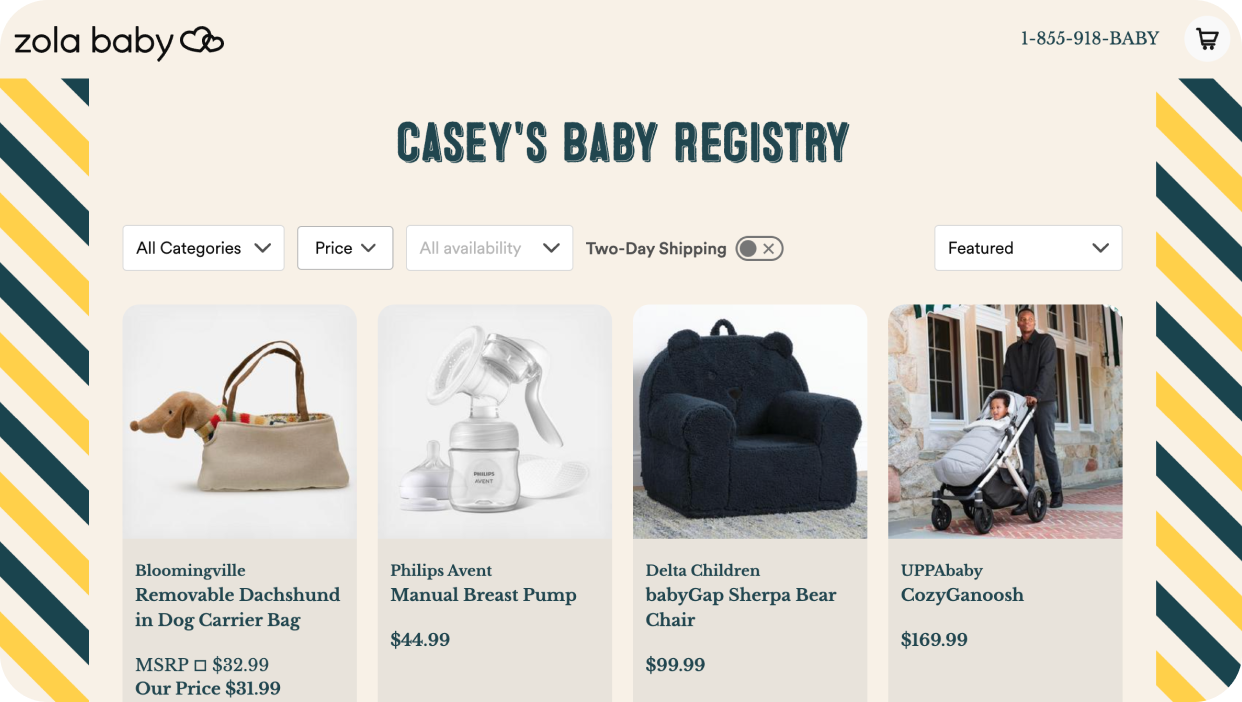 zola baby
1-855-918-BABY
CASEY'S BABY REGISTRY
All Categories
Price
All availability
Two-Day Shipping
Featured
PHILIPS
AVENT
Bloomingville
Removable Dachshund
in Dog Carrier Bag
MSRP □ $32.99
Our Price $31.99
Philips Avent
Manual Breast Pump
$44.99
Delta Children
babyGap Sherpa Bear
Chair
$99.99
UPPAbaby
CozyGanoosh
$169.99